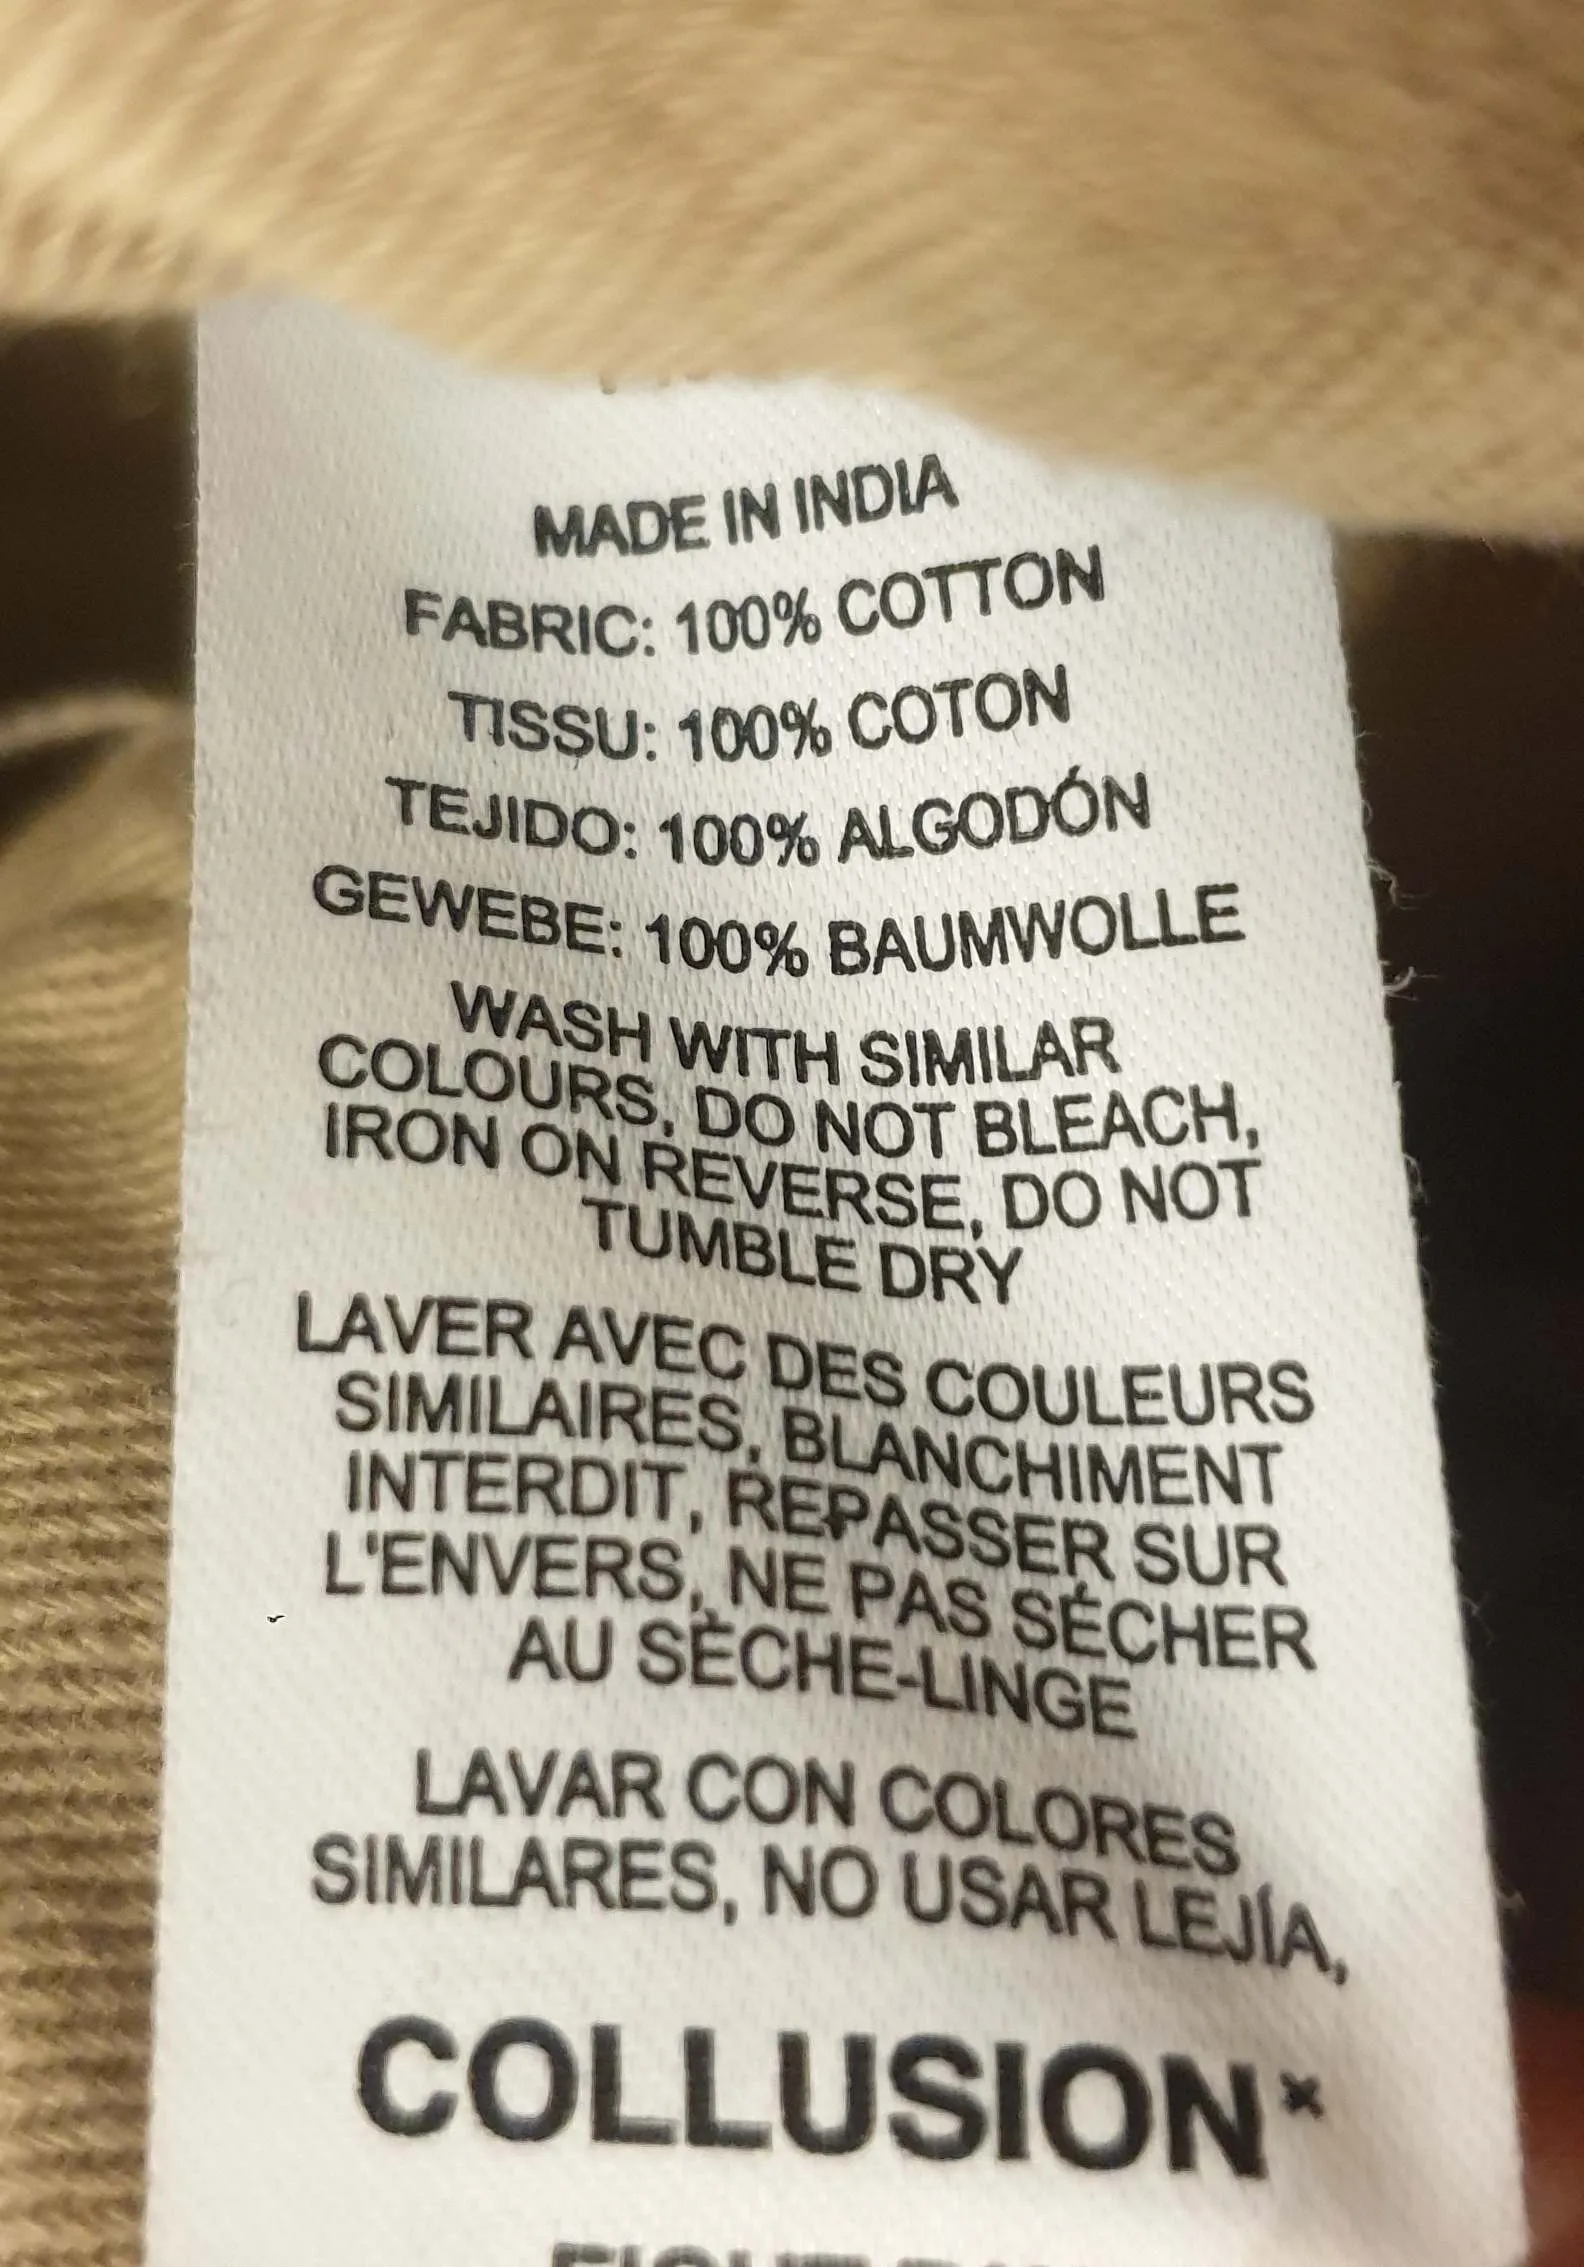 MADE IN INDIA
FABRIC: 100% COTTON
TISSU: 100% COTON
TEJIDO: 100% ALGODÓN
GEWEBE: 100% BAUMWOLLE
WASH WITH SIMILAR
COLOURS, DO NOT BLEACH,
IRON ON REVERSE, DO NOT
TUMBLE DRY
LAVER AVEC DES COULEURS
SIMILAIRES, BLANCHIMENT
INTERDIT, REPASSER SUR
L'ENVERS, NE PAS SÉCHER
AU SÈCHE-LINGE
LAVAR CON COLORES
SIMILARES, NO USAR LEJÍA,
COLLUSION×